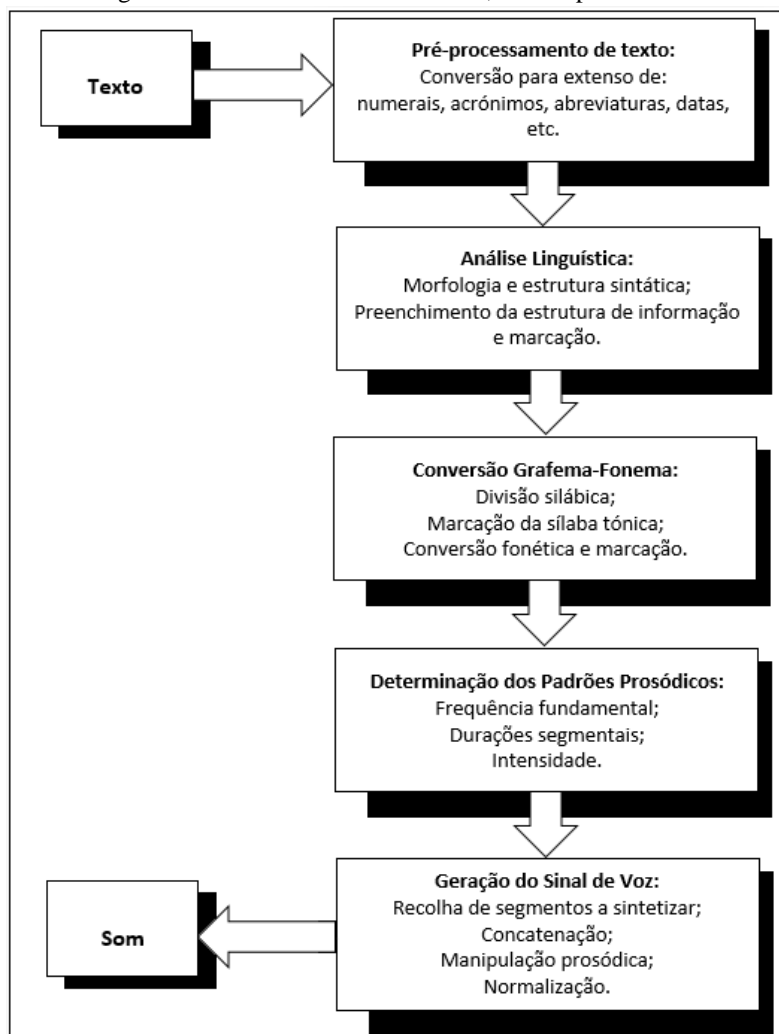 Texto
Pré-processamento de texto:
Conversão para extenso de:
numerais, acrónimos, abreviaturas, datas,
etc.
Análise Linguística:
Morfologia e estrutura sintática;
Preenchimento da estrutura de informação
e marcação.
Conversão Grafema-Fonema:
Divisão silábica;
Marcação da sílaba tónica;
Conversão fonética e marcação.
Determinação dos Padrões Prosódicos:
Frequência fundamental;
Durações segmentais;
Intensidade.
Geração do Sinal de Voz:
Recolha de segmentos a sintetizar;
Concatenação;
Manipulação prosódica;
Normalização.
Som